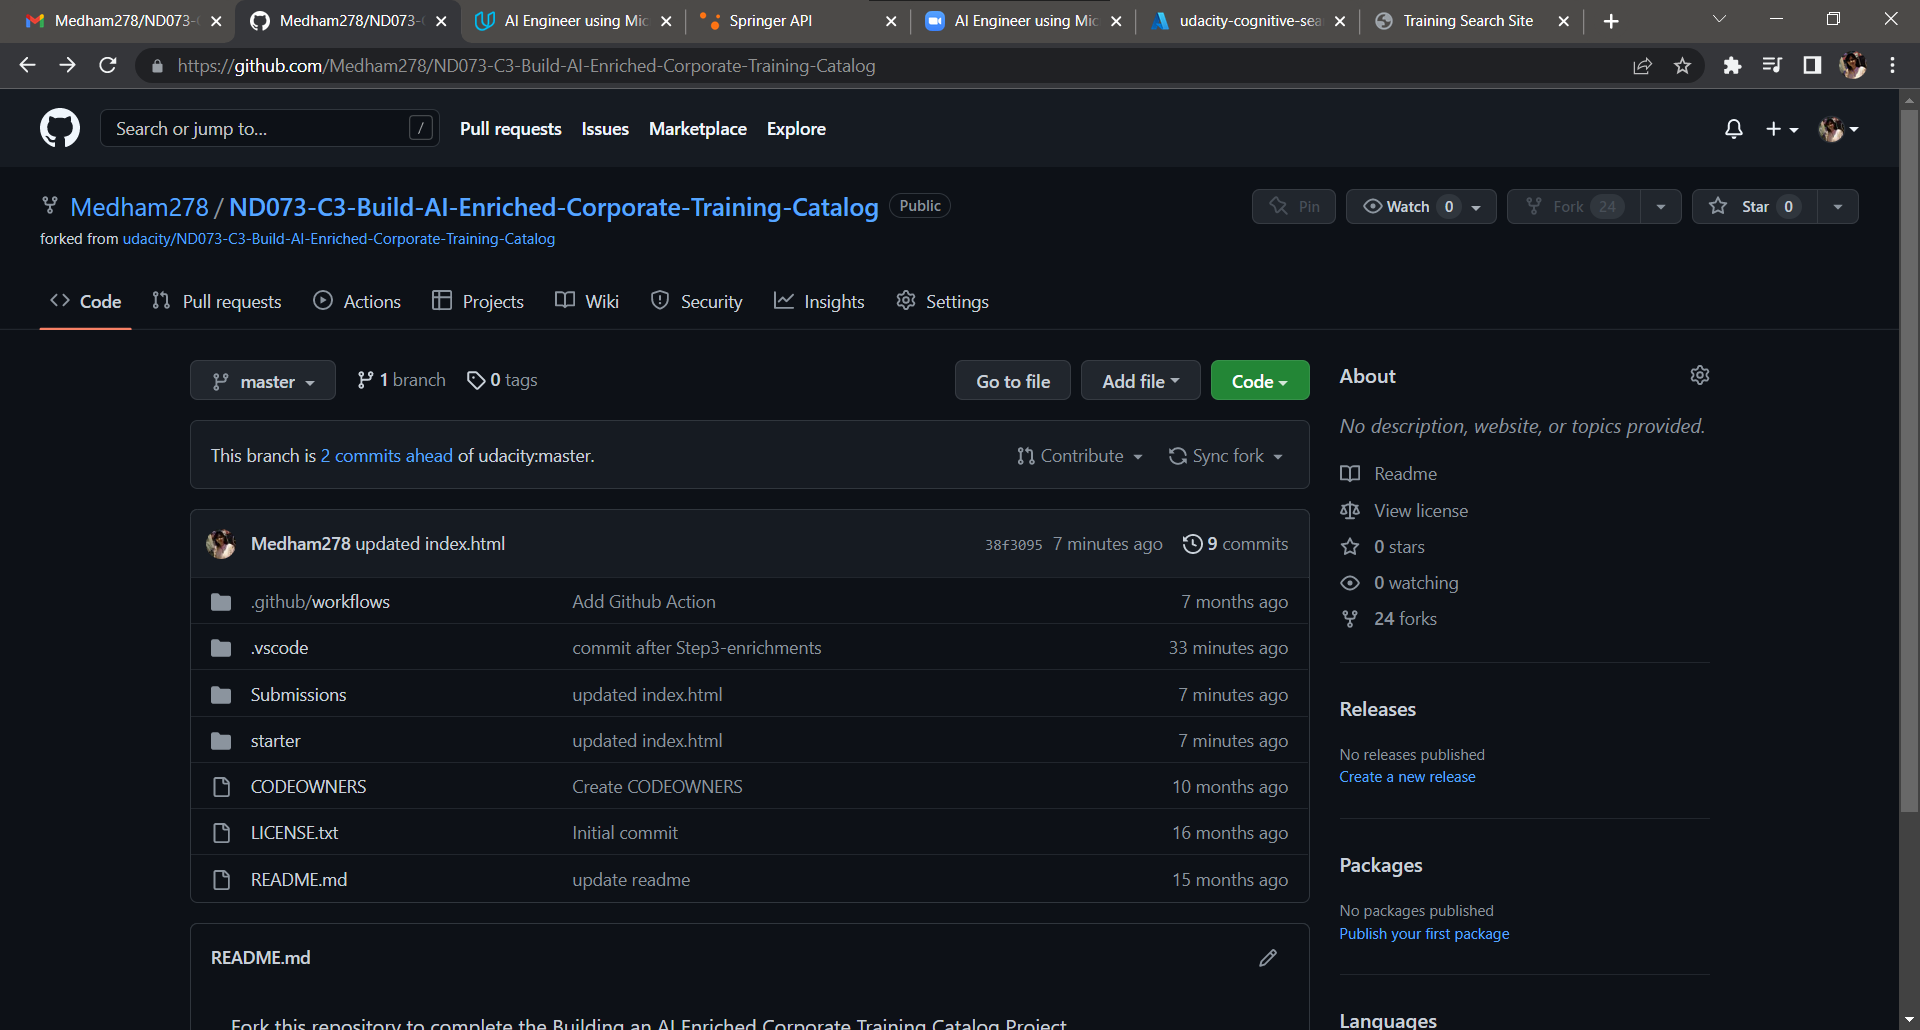 Medham278/ND073-
Medham278/ND073-
AI Engineer using Mic
Springer API
AI Engineer using Mic
udacity-cognitive-sea
Training Search Site
https://github.com/Medham278/ND073-C3-Build-AI-Enriched-Corporate-Training-Catalog
Search or jump to... /
Pull requests
Issues
Marketplace
Explore
Medham278 / ND073-C3-Build-AI-Enriched-Corporate-Training-Catalog Public
Pin
Watch 0
Fork 24
Star 0
forked from udacity/ND073-C3-Build-AI-Enriched-Corporate-Training-Catalog
Code
Pull requests
Actions
Projects
Wiki
Security
Insights
Settings
master
1 branch
0 tags
Go to file
Add file
Code
This branch is 2 commits ahead of udacity:master.
Contribute
Sync fork
Medham278 updated index.html 38f3095 7 minutes ago 9 commits
.github/workflows Add Github Action 7 months ago
.vscode commit after Step3-enrichments 33 minutes ago
Submissions updated index.html 7 minutes ago
starter updated index.html 7 minutes ago
CODEOWNERS Create CODEOWNERS 10 months ago
LICENSE.txt Initial commit 16 months ago
README.md update readme 15 months ago
README.md
Fork this repository to complete the Building an AI Enriched Corporate Training Catalog Project
About
No description, website, or topics provided.
Readme
View license
0 stars
0 watching
24 forks
Releases
No releases published
Create a new release
Packages
No packages published
Publish your first package
Languages